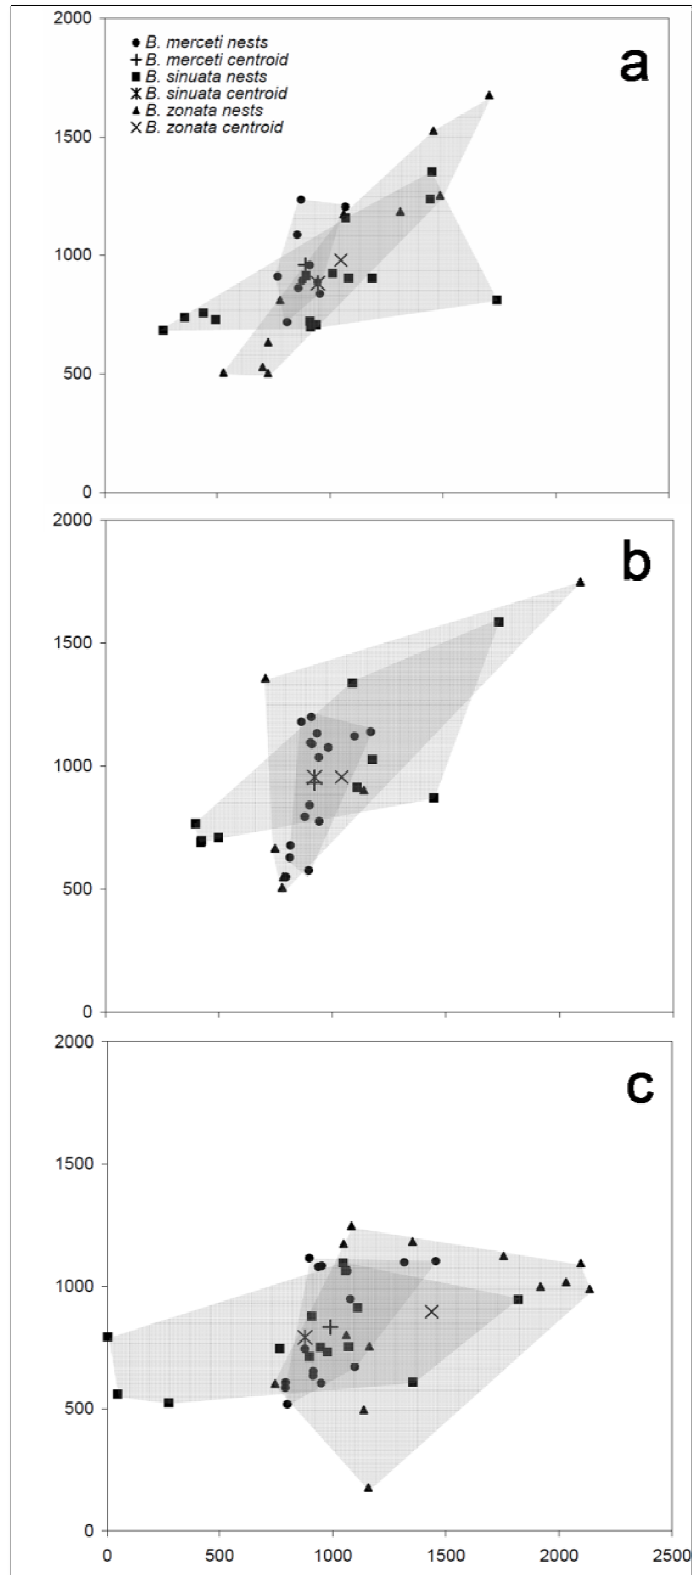 2000
a
B. merceti nests
B. merceti centroid
B. sinuata nests
B. sinuata centroid
B. zonata nests
B. zonata centroid
1500
1000
500
0
2000
b
1500
1000
500
0
2000
c
1500
1000
500
0
0 500 1000 1500 2000 2500